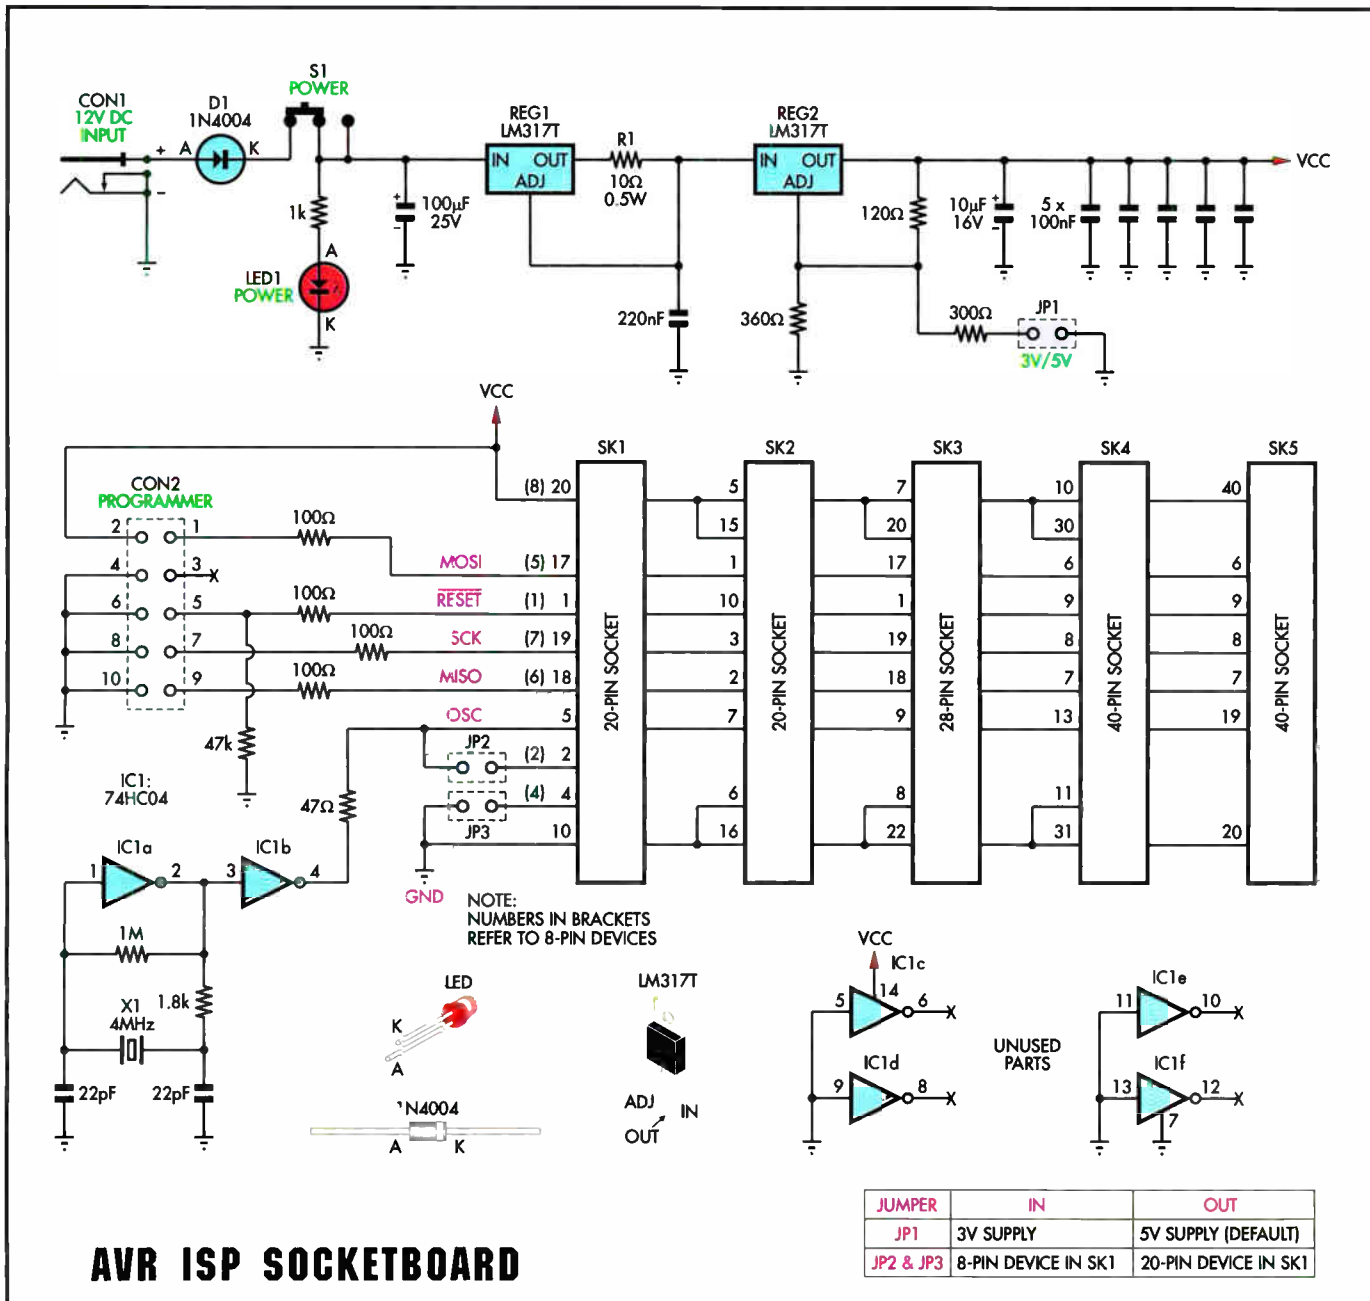 CON1
12V DC
INPUT
D1
1N4004
S1
POWER
REG1
LM317T
R1
REG2
LM317T
+ A K
IN OUT
ADJ
10Ω
0.5W
IN OUT
ADJ
VCC
-
1k
+
100µF
25V
-
120Ω
10µF +
16V -
5 x
100nF
A
LED1
POWER
K
220nF
360Ω
300Ω
JP1
3V/5V
VCC
SK1 SK2 SK3 SK4 SK5
CON2
PROGRAMMER
(8) 20 5 7 10 40
2 1 100Ω 15 20 30
4 3 MOSI (5) 17 1 17 6 6
6 5 100Ω RESET (1) 1 10 1 9 9
8 7 100Ω SCK (7) 19 3 19 8 8
10 9 100Ω MISO (6) 18 2 18 7 7
OSC 5 7 9 13 19
20-PIN SOCKET
20-PIN SOCKET
28-PIN SOCKET
40-PIN SOCKET
40-PIN SOCKET
47k
JP2
(2) 2
IC1:
74HC04
47Ω
(4) 4 6 8 11
JP3
10 16 22 31 20
IC1a
IC1b
1 2 3 4
GND
NOTE:
NUMBERS IN BRACKETS
REFER TO 8-PIN DEVICES
1M
1.8k
X1
4MHz
22pF
22pF
LED
K
A
1N4004
A K
LM317T
ADJ
IN
OUT
VCC
IC1c
14
5 6
IC1d
9 8
UNUSED
PARTS
IC1e
11 10
IC1f
13 12
7
JUMPER IN OUT
JP1 3V SUPPLY 5V SUPPLY (DEFAULT)
JP2 & JP3 8-PIN DEVICE IN SK1 20-PIN DEVICE IN SK1
AVR ISP SOCKETBOARD